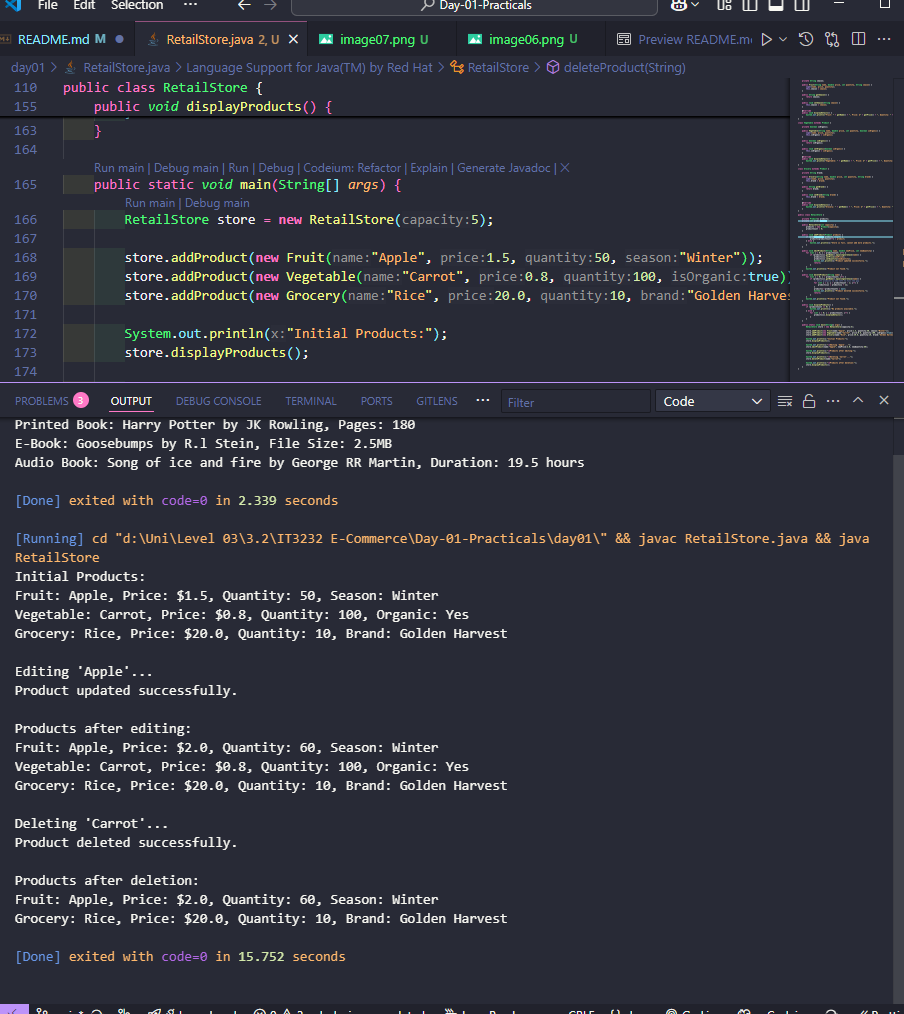 File Edit Selection ··· Day-01-Practicals
README.md M RetailStore.java 2, U image07.png U image06.png U Preview README.m
day01 > RetailStore.java > Language Support for Java(TM) by Red Hat > RetailStore > deleteProduct(String)
110 public class RetailStore {
155 public void displayProducts() {
163 }
164
Run main | Debug main | Run | Debug | Codeium: Refactor | Explain | Generate Javadoc | ×
165 public static void main(String[] args) {
Run main | Debug main
166 RetailStore store = new RetailStore(capacity:5);
167
168 store.addProduct(new Fruit(name:"Apple", price:1.5, quantity:50, season:"Winter"));
169 store.addProduct(new Vegetable(name:"Carrot", price:0.8, quantity:100, isOrganic:true)
170 store.addProduct(new Grocery(name:"Rice", price:20.0, quantity:10, brand:"Golden Harves
171
172 System.out.println(x:"Initial Products:");
173 store.displayProducts();
174
PROBLEMS 3 OUTPUT DEBUG CONSOLE TERMINAL PORTS GITLENS ··· Filter Code
Printed Book: Harry Potter by JK Rowling, Pages: 180
E-Book: Goosebumps by R.l Stein, File Size: 2.5MB
Audio Book: Song of ice and fire by George RR Martin, Duration: 19.5 hours
[Done] exited with code=0 in 2.339 seconds
[Running] cd "d:\Uni\Level 03\3.2\IT3232 E-Commerce\Day-01-Practicals\day01\" && javac RetailStore.java && java
RetailStore
Initial Products:
Fruit: Apple, Price: $1.5, Quantity: 50, Season: Winter
Vegetable: Carrot, Price: $0.8, Quantity: 100, Organic: Yes
Grocery: Rice, Price: $20.0, Quantity: 10, Brand: Golden Harvest
Editing 'Apple'...
Product updated successfully.
Products after editing:
Fruit: Apple, Price: $2.0, Quantity: 60, Season: Winter
Vegetable: Carrot, Price: $0.8, Quantity: 100, Organic: Yes
Grocery: Rice, Price: $20.0, Quantity: 10, Brand: Golden Harvest
Deleting 'Carrot'...
Product deleted successfully.
Products after deletion:
Fruit: Apple, Price: $2.0, Quantity: 60, Season: Winter
Grocery: Rice, Price: $20.0, Quantity: 10, Brand: Golden Harvest
[Done] exited with code=0 in 15.752 seconds